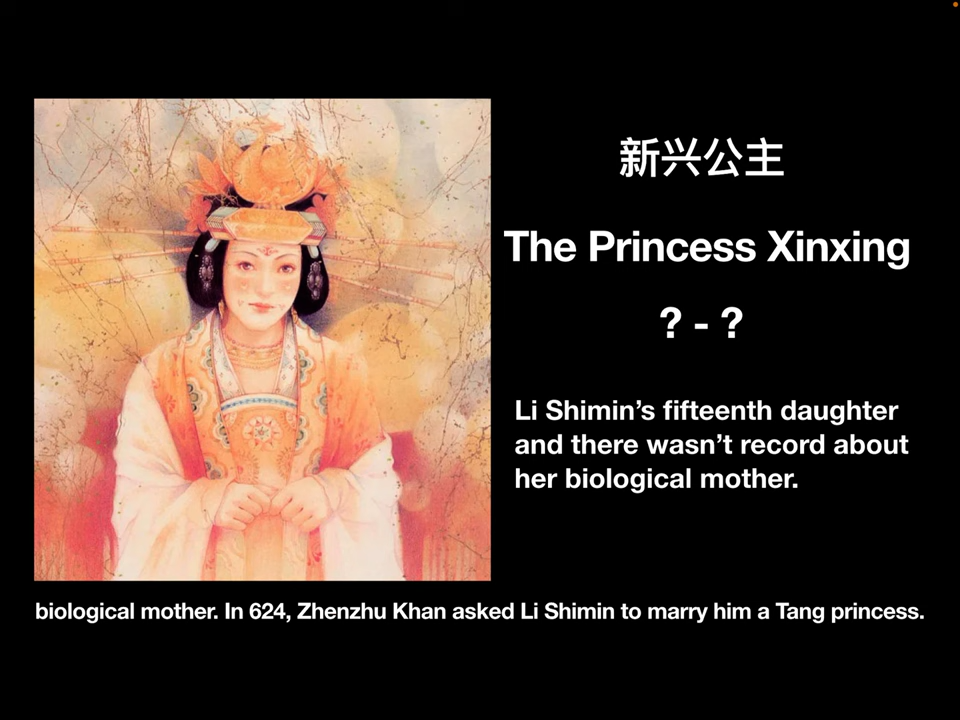 新兴公主
The Princess Xinxing
? - ?
Li Shimin’s fifteenth daughter
and there wasn’t record about
her biological mother.
biological mother. In 624, Zhenzhu Khan asked Li Shimin to marry him a Tang princess.